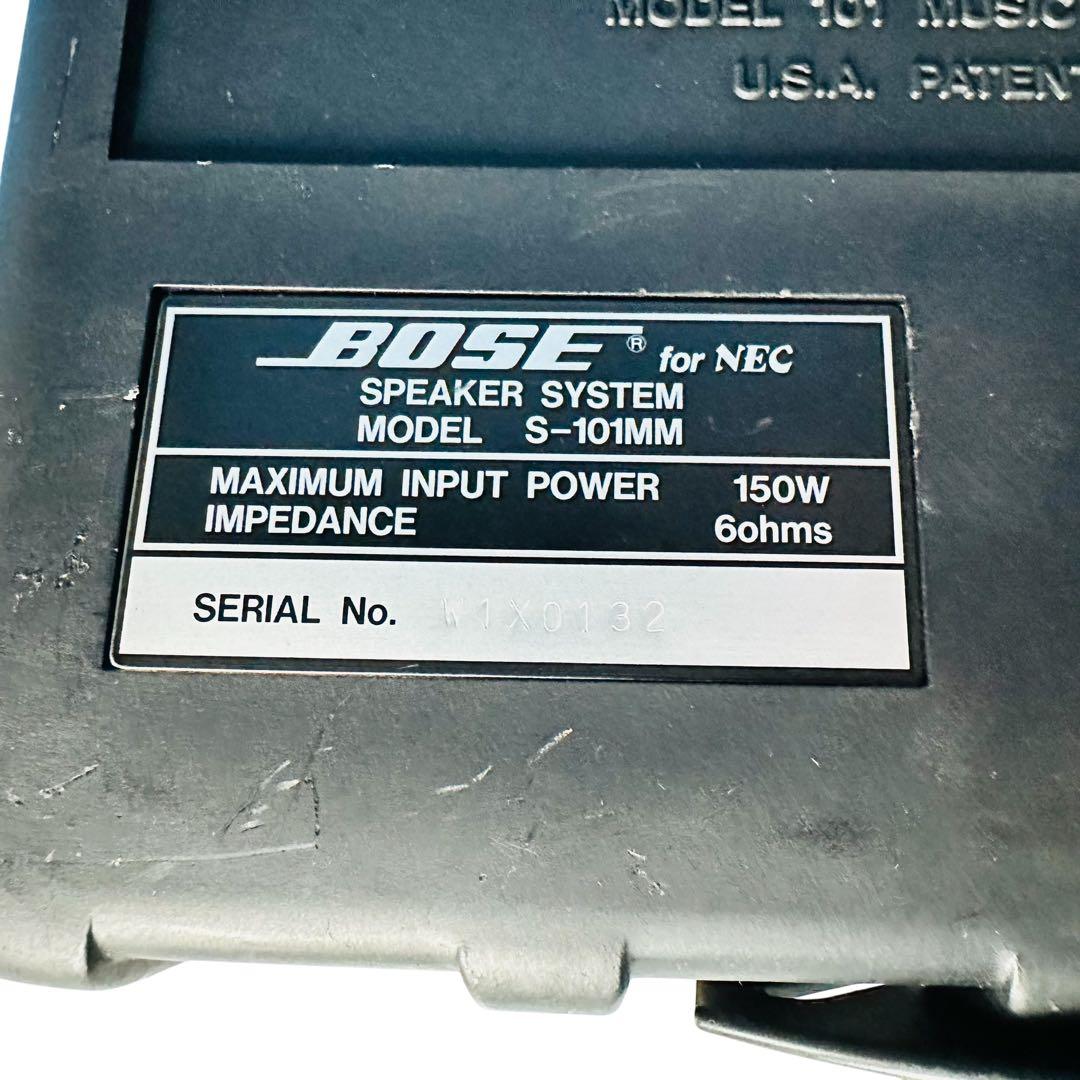 MODEL 101 MUSIC
U.S.A. PATENT
BOSE® for NEC
SPEAKER SYSTEM
MODEL S-101MM
MAXIMUM INPUT POWER 150W
IMPEDANCE 6ohms
SERIAL No. W1X0132